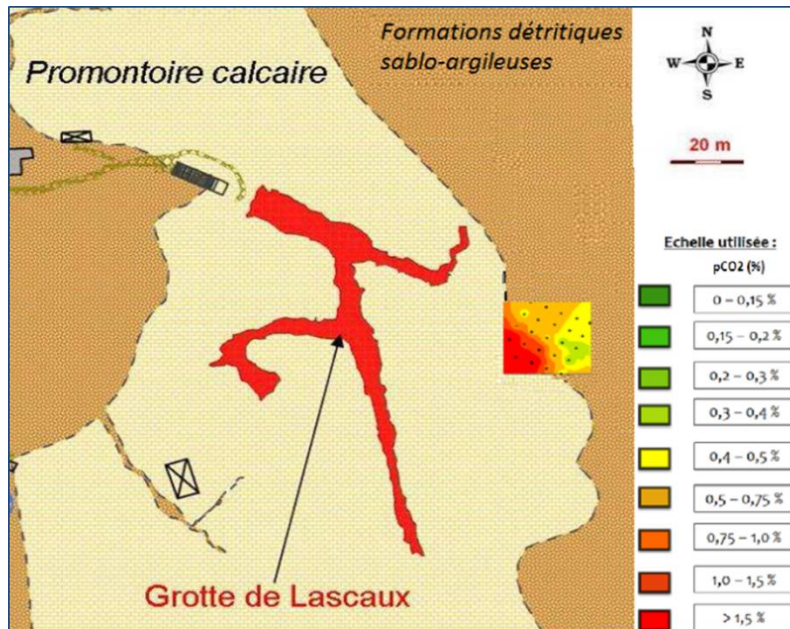 Formations détritiques
sablo-argileuses
Promontoire calcaire
Grotte de Lascaux
N
W
E
S
20 m
Echelle utilisée :
pCO2 (%)
0 – 0,15 %
0,15 – 0,2 %
0,2 – 0,3 %
0,3 – 0,4 %
0,4 – 0,5 %
0,5 – 0,75 %
0,75 – 1,0 %
1,0 – 1,5 %
> 1,5 %